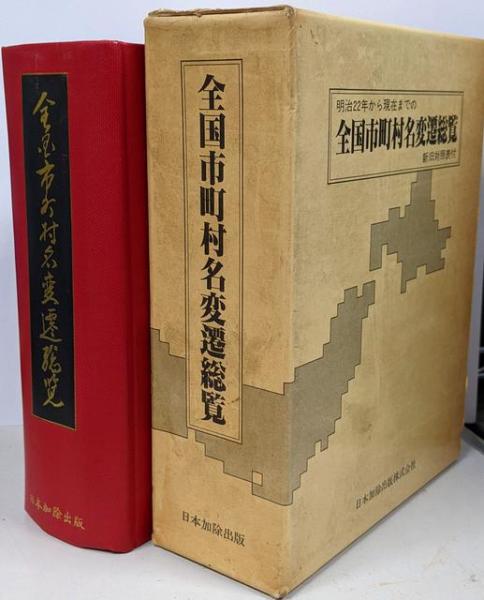 全国市町村名変遷総覧
日本加除出版
全国市町村名変遷総覧
日本加除出版
明治22年から現在までの
全国市町村名変遷総覧
新旧対照表付
日本加除出版株式会社